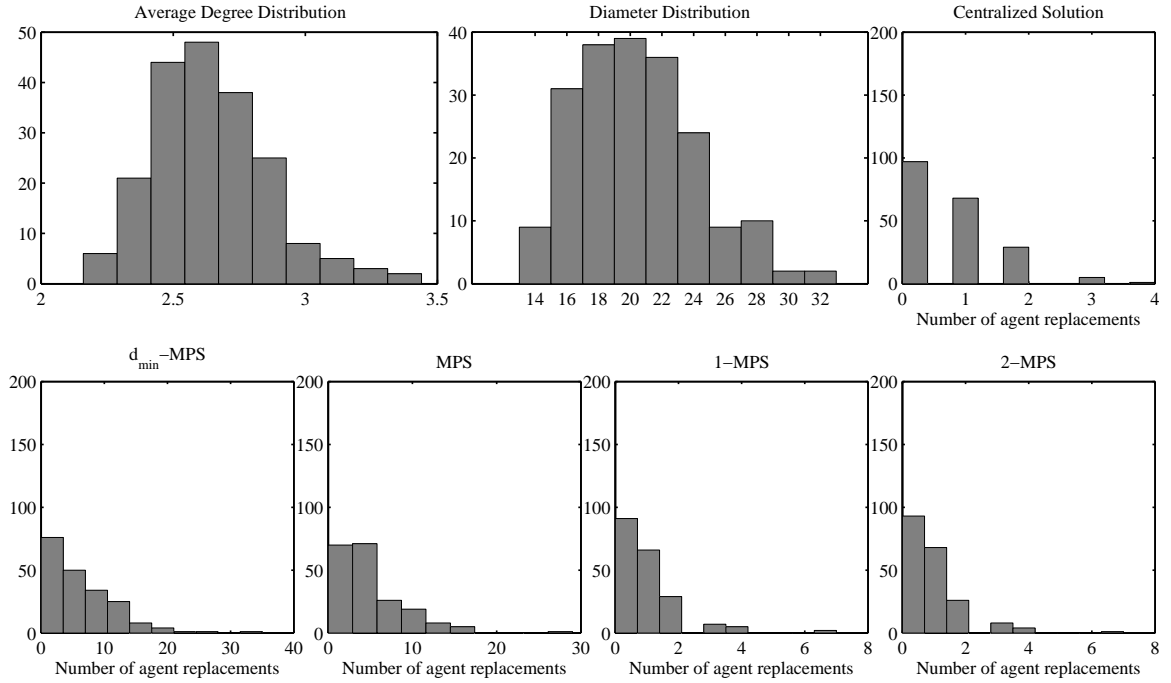 Average Degree Distribution
Diameter Distribution
Centralized Solution
50
40
30
20
10
0
2
2.5
3
3.5
40
30
20
10
0
14 16 18 20 22 24 26 28 30 32
200
150
100
50
0
0 1 2 3 4
Number of agent replacements
d_min−MPS
MPS
1−MPS
2−MPS
200
150
100
50
0
0 10 20 30 40
Number of agent replacements
200
150
100
50
0
0 10 20 30
Number of agent replacements
200
150
100
50
0
0 2 4 6 8
Number of agent replacements
200
150
100
50
0
0 2 4 6 8
Number of agent replacements